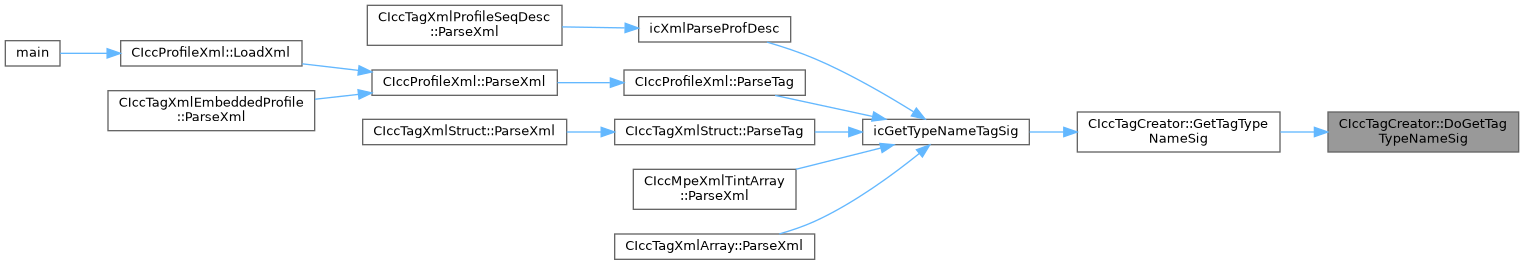 main
CIccProfileXml::LoadXml
CIccTagXmlEmbeddedProfile
::ParseXml
CIccTagXmlProfileSeqDesc
::ParseXml
CIccProfileXml::ParseXml
CIccTagXmlStruct::ParseXml
icXmlParseProfDesc
CIccProfileXml::ParseTag
CIccTagXmlStruct::ParseTag
CIccMpeXmlTintArray
::ParseXml
CIccTagXmlArray::ParseXml
icGetTypeNameTagSig
CIccTagCreator::GetTagType
NameSig
CIccTagCreator::DoGetTag
TypeNameSig